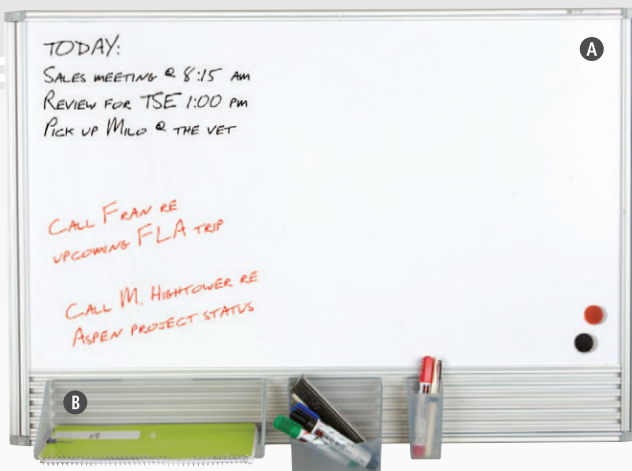 TODAY:
SALES MEETING @ 8:15 AM
REVIEW FOR TSE 1:00 PM
PICK UP MILO @ THE VET
CALL FRAN RE
UPCOMING FLA TRIP
CALL M. HIGHTOWER RE
ASPEN PROJECT STATUS
A
B